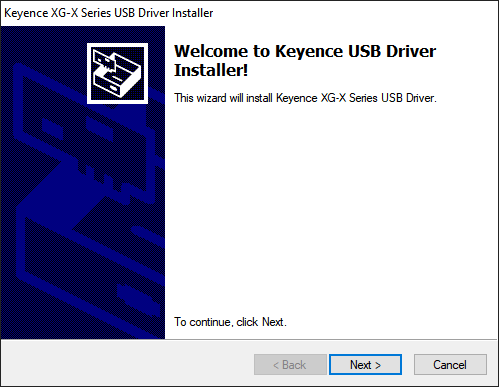 Keyence XG-X Series USB Driver Installer
Welcome to Keyence USB Driver
Installer!
This wizard will install Keyence XG-X Series USB Driver.
To continue, click Next.
< Back
Next >
Cancel